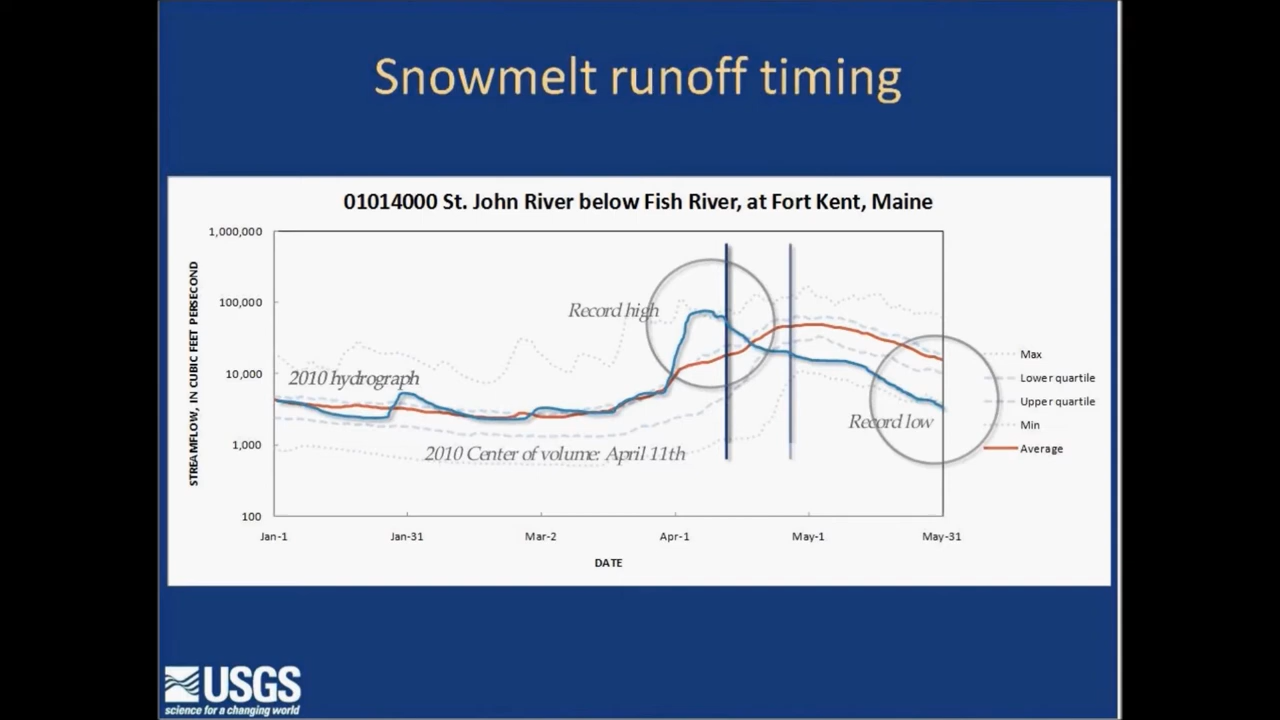 Snowmelt runoff timing
01014000 St. John River below Fish River, at Fort Kent, Maine
STREAMFLOW, IN CUBIC FEET PERSECOND
1,000,000
100,000
10,000
1,000
100
Record high
2010 hydrograph
2010 Center of volume: April 11th
Record low
Max
Lower quartile
Upper quartile
Min
Average
Jan-1
Jan-31
Mar-2
Apr-1
May-1
May-31
DATE
USGS
science for a changing world